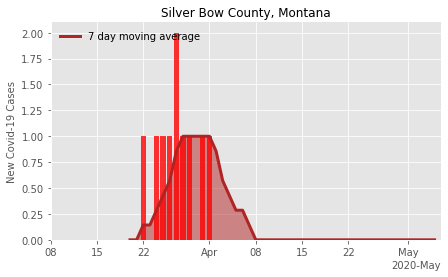 Silver Bow County, Montana
7 day moving average
New Covid-19 Cases
2.00
1.75
1.50
1.25
1.00
0.75
0.50
0.25
0.00
08 15 22 Apr 08 15 22 May
2020-May